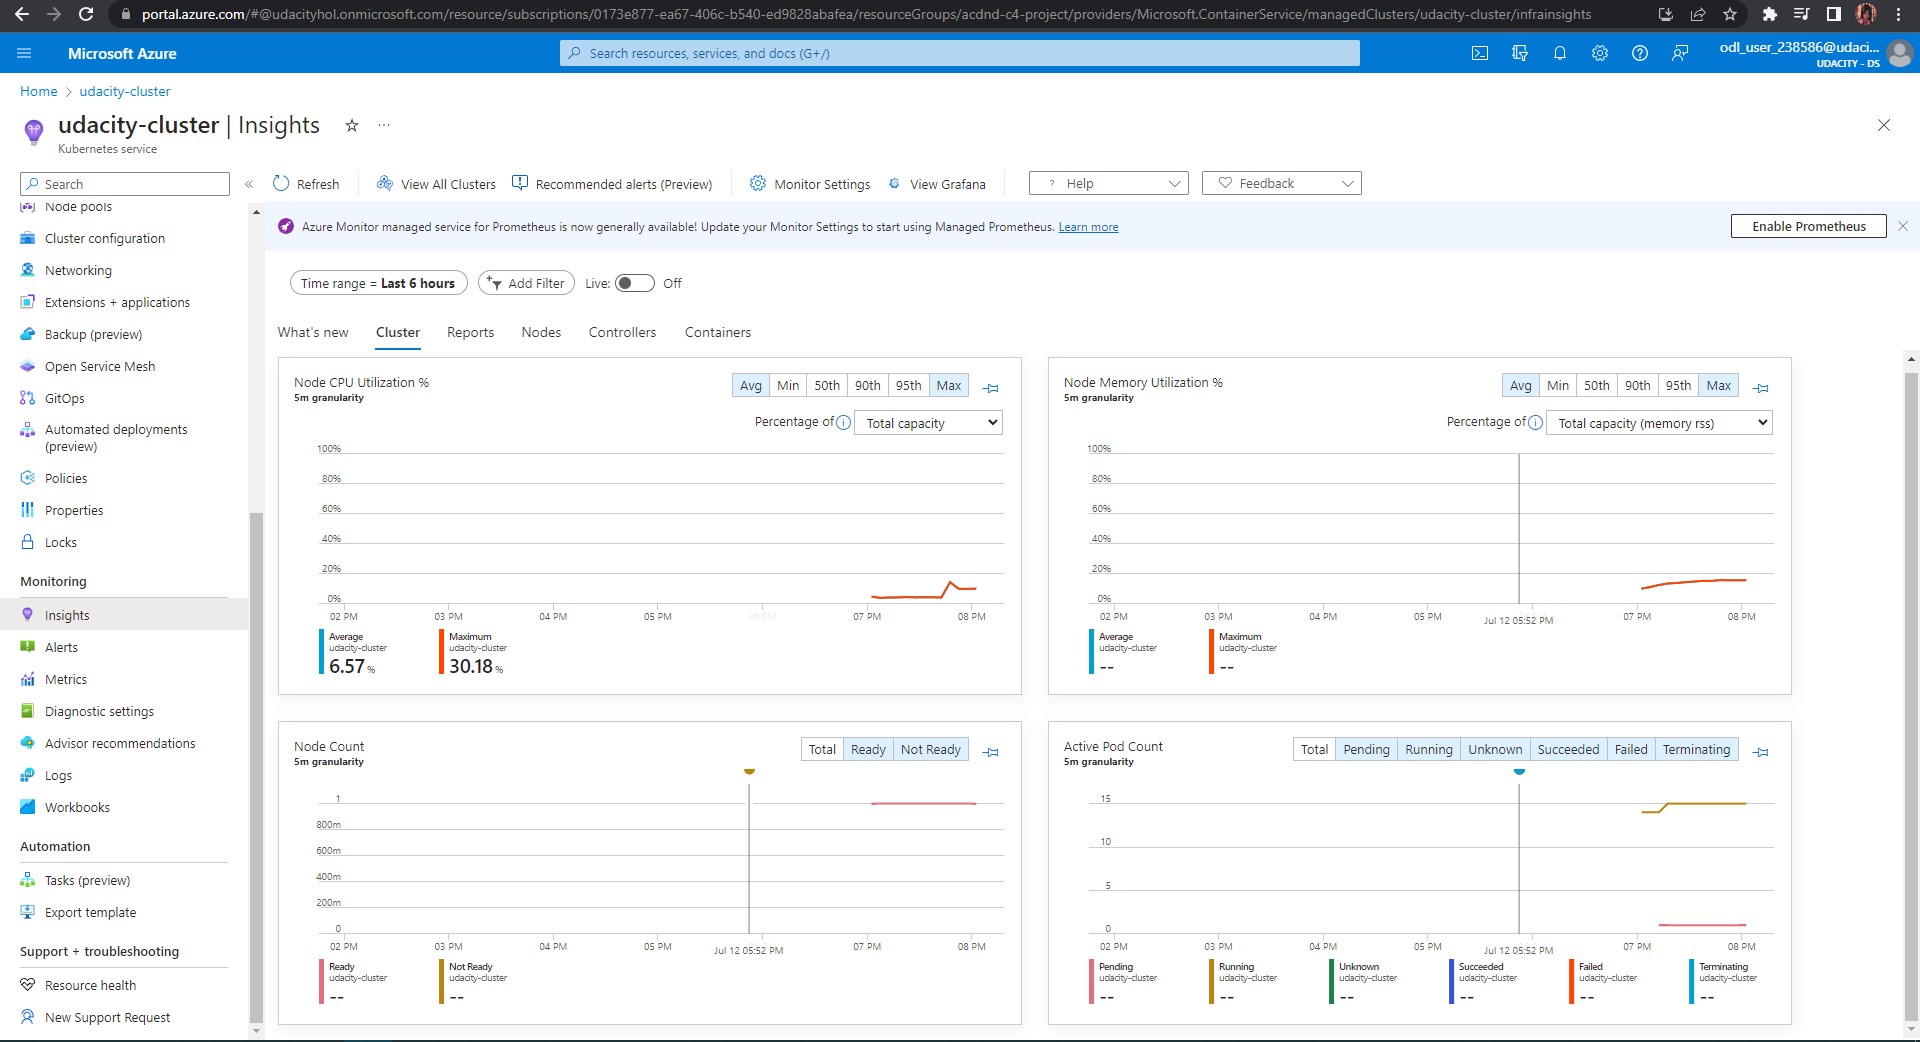 portal.azure.com/#@udacityhol.onmicrosoft.com/resource/subscriptions/0173e877-ea67-406c-b540-ed9828abafea/resourceGroups/acdnd-c4-project/providers/Microsoft.ContainerService/managedClusters/udacity-cluster/infrainsights
Microsoft Azure
Search resources, services, and docs (G+/)
odl_user_238586@udaci...
UDACITY - DS
Home > udacity-cluster
udacity-cluster | Insights
Kubernetes service
Search
Refresh
View All Clusters
Recommended alerts (Preview)
Monitor Settings
View Grafana
? Help
Feedback
Azure Monitor managed service for Prometheus is now generally available! Update your Monitor Settings to start using Managed Prometheus. Learn more
Enable Prometheus
Node pools
Cluster configuration
Networking
Extensions + applications
Backup (preview)
Open Service Mesh
GitOps
Automated deployments
(preview)
Policies
Properties
Locks
Monitoring
Insights
Alerts
Metrics
Diagnostic settings
Advisor recommendations
Logs
Workbooks
Automation
Tasks (preview)
Export template
Support + troubleshooting
Resource health
New Support Request
Time range = Last 6 hours
Add Filter
Live: Off
What's new
Cluster
Reports
Nodes
Controllers
Containers
Node CPU Utilization %
5m granularity
Avg Min 50th 90th 95th Max
Percentage of Total capacity
100%
80%
60%
40%
20%
0%
02 PM 03 PM 04 PM 05 PM 06 PM 07 PM 08 PM
Average
udacity-cluster
6.57 %
Maximum
udacity-cluster
30.18 %
Node Memory Utilization %
5m granularity
Avg Min 50th 90th 95th Max
Percentage of Total capacity (memory rss)
100%
80%
60%
40%
20%
0%
02 PM 03 PM 04 PM 05 PM Jul 12 05:52 PM 07 PM 08 PM
Average
udacity-cluster
--
Maximum
udacity-cluster
--
Node Count
5m granularity
Total Ready Not Ready
1
800m
600m
400m
200m
0
02 PM 03 PM 04 PM 05 PM Jul 12 05:52 PM 07 PM 08 PM
Ready
udacity-cluster
--
Not Ready
udacity-cluster
--
Active Pod Count
5m granularity
Total Pending Running Unknown Succeeded Failed Terminating
15
10
5
0
02 PM 03 PM 04 PM 05 PM Jul 12 05:52 PM 07 PM 08 PM
Pending
udacity-cluster
--
Running
udacity-cluster
--
Unknown
udacity-cluster
--
Succeeded
udacity-cluster
--
Failed
udacity-cluster
--
Terminating
udacity-cluster
--